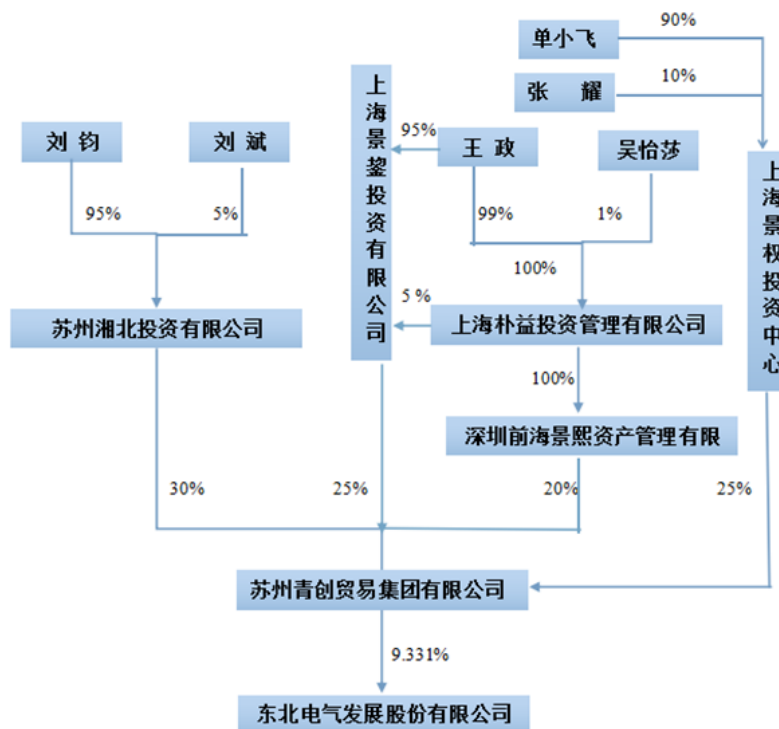 单小飞
90%
张 耀
10%
刘 钧
刘 斌
上海景鋆投资有限公司
95%
王 政
吴怡莎
上海景权投资中心
95%
5%
99%
1%
100%
苏州湘北投资有限公司
5 %
上海朴益投资管理有限公司
100%
深圳前海景熙资产管理有限
30%
25%
20%
25%
苏州青创贸易集团有限公司
9.331%
东北电气发展股份有限公司